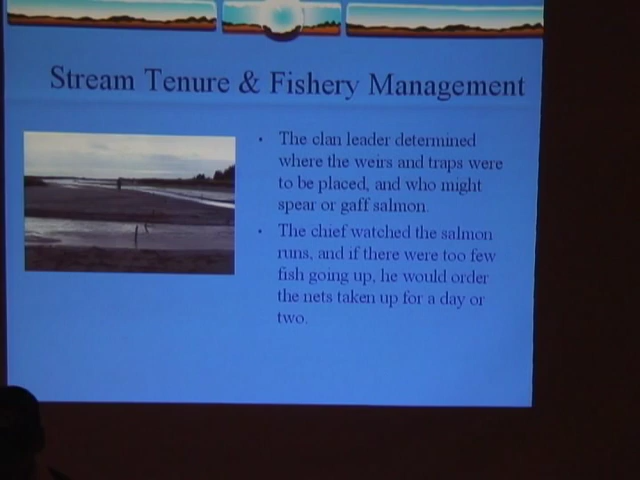 Stream Tenure & Fishery Management
• The clan leader determined
where the weirs and traps were
to be placed, and who might
spear or gaff salmon.
• The chief watched the salmon
runs, and if there were too few
fish going up, he would order
the nets taken up for a day or
two.